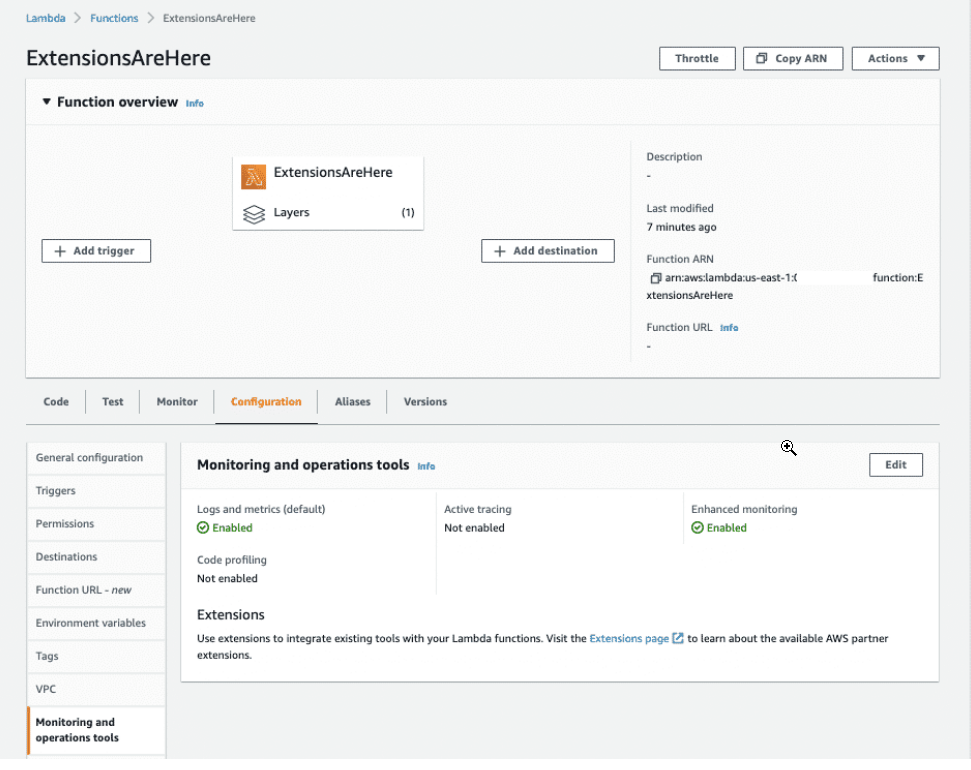 Lambda > Functions > ExtensionsAreHere
ExtensionsAreHere
Throttle
Copy ARN
Actions
Function overview Info
ExtensionsAreHere
Layers (1)
+ Add trigger
+ Add destination
Description
-
Last modified
7 minutes ago
Function ARN
arn:aws:lambda:us-east-1: function:E
xtensionsAreHere
Function URL Info
-
Code
Test
Monitor
Configuration
Aliases
Versions
General configuration
Triggers
Permissions
Destinations
Function URL - new
Environment variables
Tags
VPC
Monitoring and
operations tools
Monitoring and operations tools Info
Edit
Logs and metrics (default)
Enabled
Active tracing
Not enabled
Enhanced monitoring
Enabled
Code profiling
Not enabled
Extensions
Use extensions to integrate existing tools with your Lambda functions. Visit the Extensions page to learn about the available AWS partner
extensions.